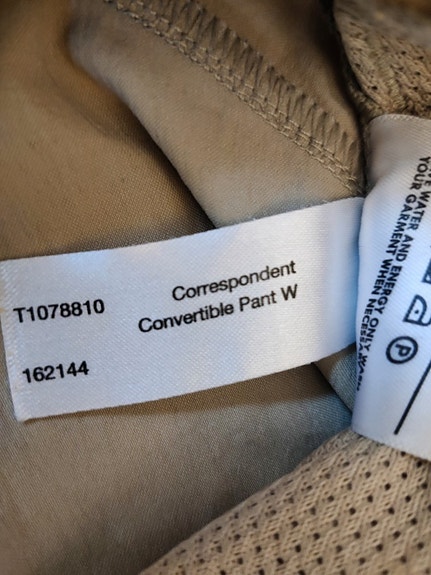 T1078810
Correspondent
Convertible Pant W
162144
WATER AND ENERGY ONLY
YOUR GARMENT WHEN
P